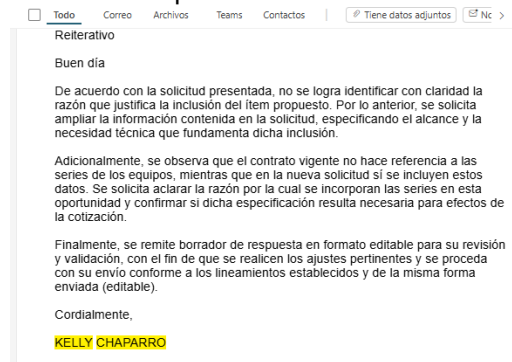 Todo Correo Archivos Teams Contactos Tiene datos adjuntos Nc
Reiterativo
Buen día
De acuerdo con la solicitud presentada, no se logra identificar con claridad la
razón que justifica la inclusión del ítem propuesto. Por lo anterior, se solicita
ampliar la información contenida en la solicitud, especificando el alcance y la
necesidad técnica que fundamenta dicha inclusión.
Adicionalmente, se observa que el contrato vigente no hace referencia a las
series de los equipos, mientras que en la nueva solicitud sí se incluyen estos
datos. Se solicita aclarar la razón por la cual se incorporan las series en esta
oportunidad y confirmar si dicha especificación resulta necesaria para efectos de
la cotización.
Finalmente, se remite borrador de respuesta en formato editable para su revisión
y validación, con el fin de que se realicen los ajustes pertinentes y se proceda
con su envío conforme a los lineamientos establecidos y de la misma forma
enviada (editable).
Cordialmente,
KELLY CHAPARRO